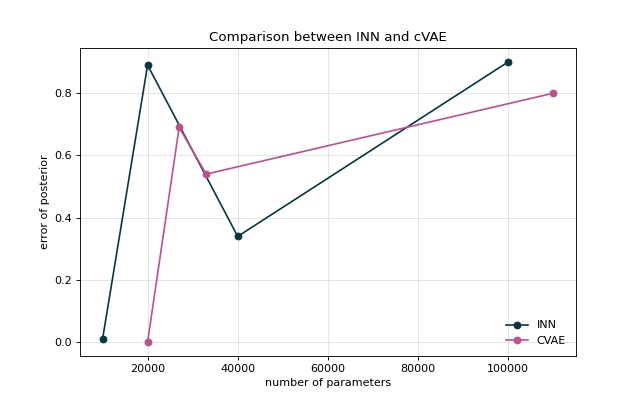 Comparison between INN and cVAE
error of posterior
0.8
0.6
0.4
0.2
0.0
20000 40000 60000 80000 100000
number of parameters
INN
CVAE